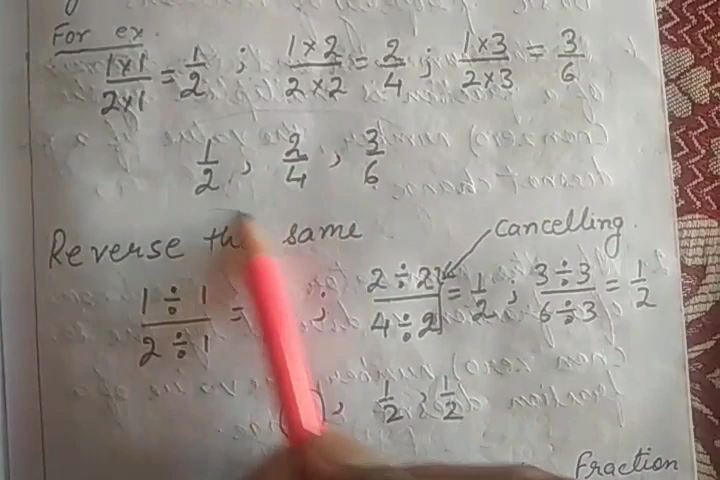 For ex.
1×1/2×1 = 1/2 ; 1×2/2×2 = 2/4 ; 1×3/2×3 = 3/6
1/2 , 2/4 , 3/6
Reverse the same cancelling
1÷1/2÷1 = ; 2÷2/4÷2 = 1/2 ; 3÷3/6÷3 = 1/2
, 1/2 ; 1/2
Fraction